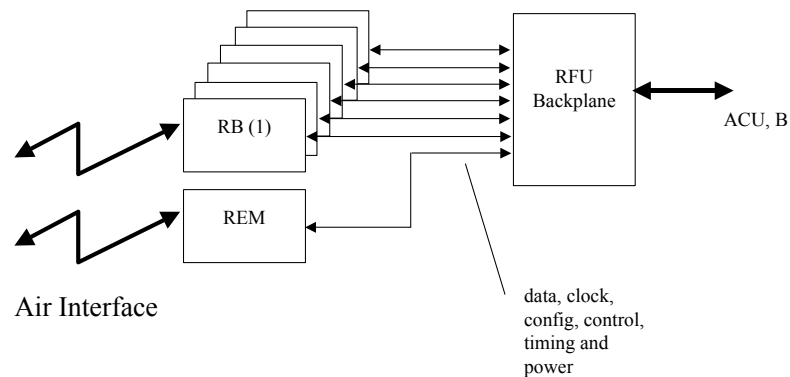 RFU
Backplane
ACU, B
RB (1)
REM
Air Interface
data, clock,
config, control,
timing and
power